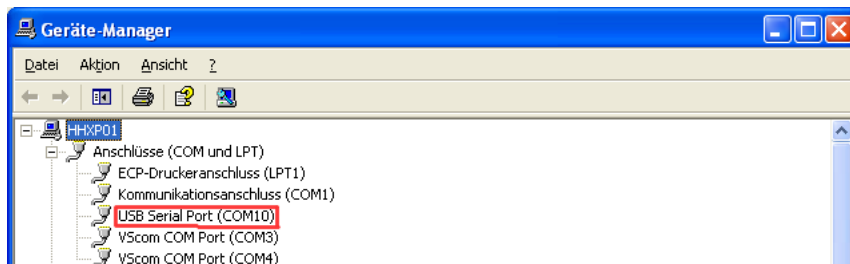 Geräte-Manager
Datei Aktion Ansicht ?
HHXP01
Anschlüsse (COM und LPT)
ECP-Druckeranschluss (LPT1)
Kommunikationsanschluss (COM1)
USB Serial Port (COM10)
VScom COM Port (COM3)
VScom COM Port (COM4)